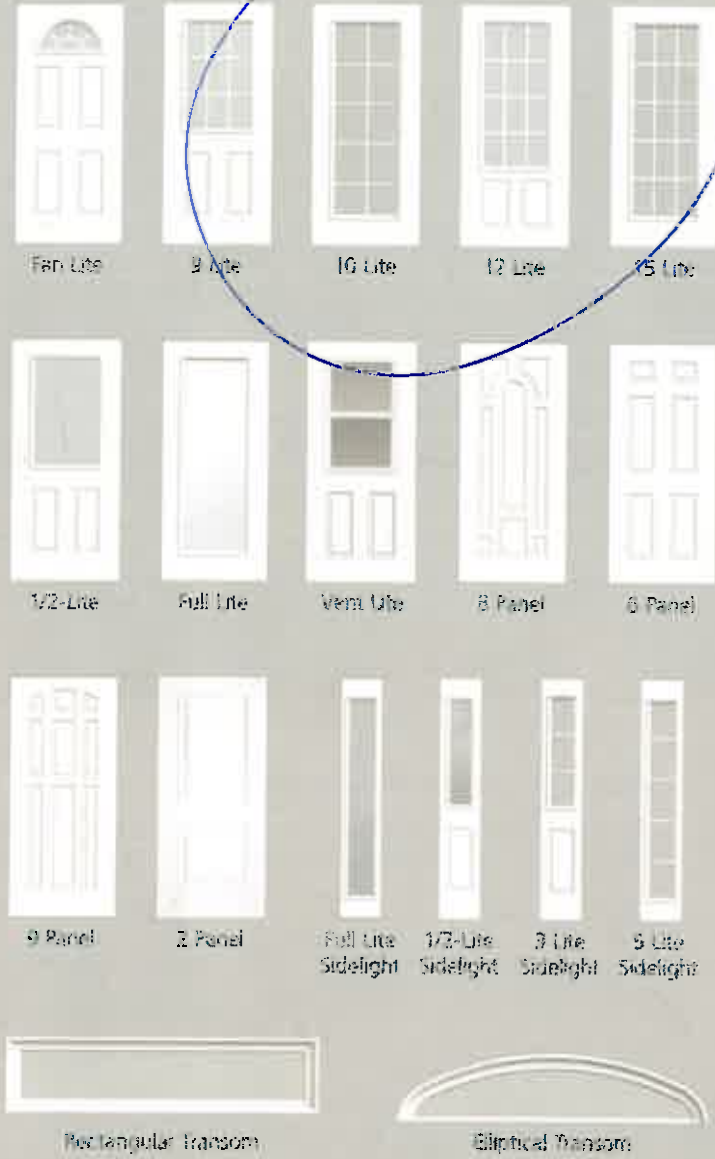 Fan Lite
9 Lite
10 Lite
12 Lite
15 Lite
1/2-Lite
Full Lite
Vent Lite
8 Panel
6 Panel
9 Panel
2 Panel
Full Lite
Sidelight
1/2-Lite
Sidelight
3 Lite
Sidelight
5 Lite
Sidelight
Rectangular Transom
Elliptical Transom